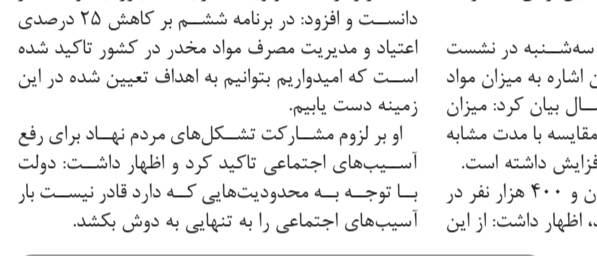 سه‌شنبه در نشست
اشاره به میزان مواد
سال بیان کرد: میزان
مقایسه با مدت مشابه
افزایش داشته است.
و ۴۰۰ هزار نفر در
اظهار داشت: از این
دانست و افزود: در برنامه ششم بر کاهش ۲۵ درصدی
اعتیاد و مدیریت مصرف مواد مخدر در کشور تاکید شده
است که امیدواریم بتوانیم به اهداف تعیین شده در این
زمینه دست یابیم.
او بر لزوم مشارکت تشکل‌های مردم نهاد برای رفع
آسیب‌های اجتماعی تاکید کرد و اظهار داشت: دولت
با توجه به محدودیت‌هایی که دارد قادر نیست بار
آسیب‌های اجتماعی را به تنهایی به دوش بکشد.